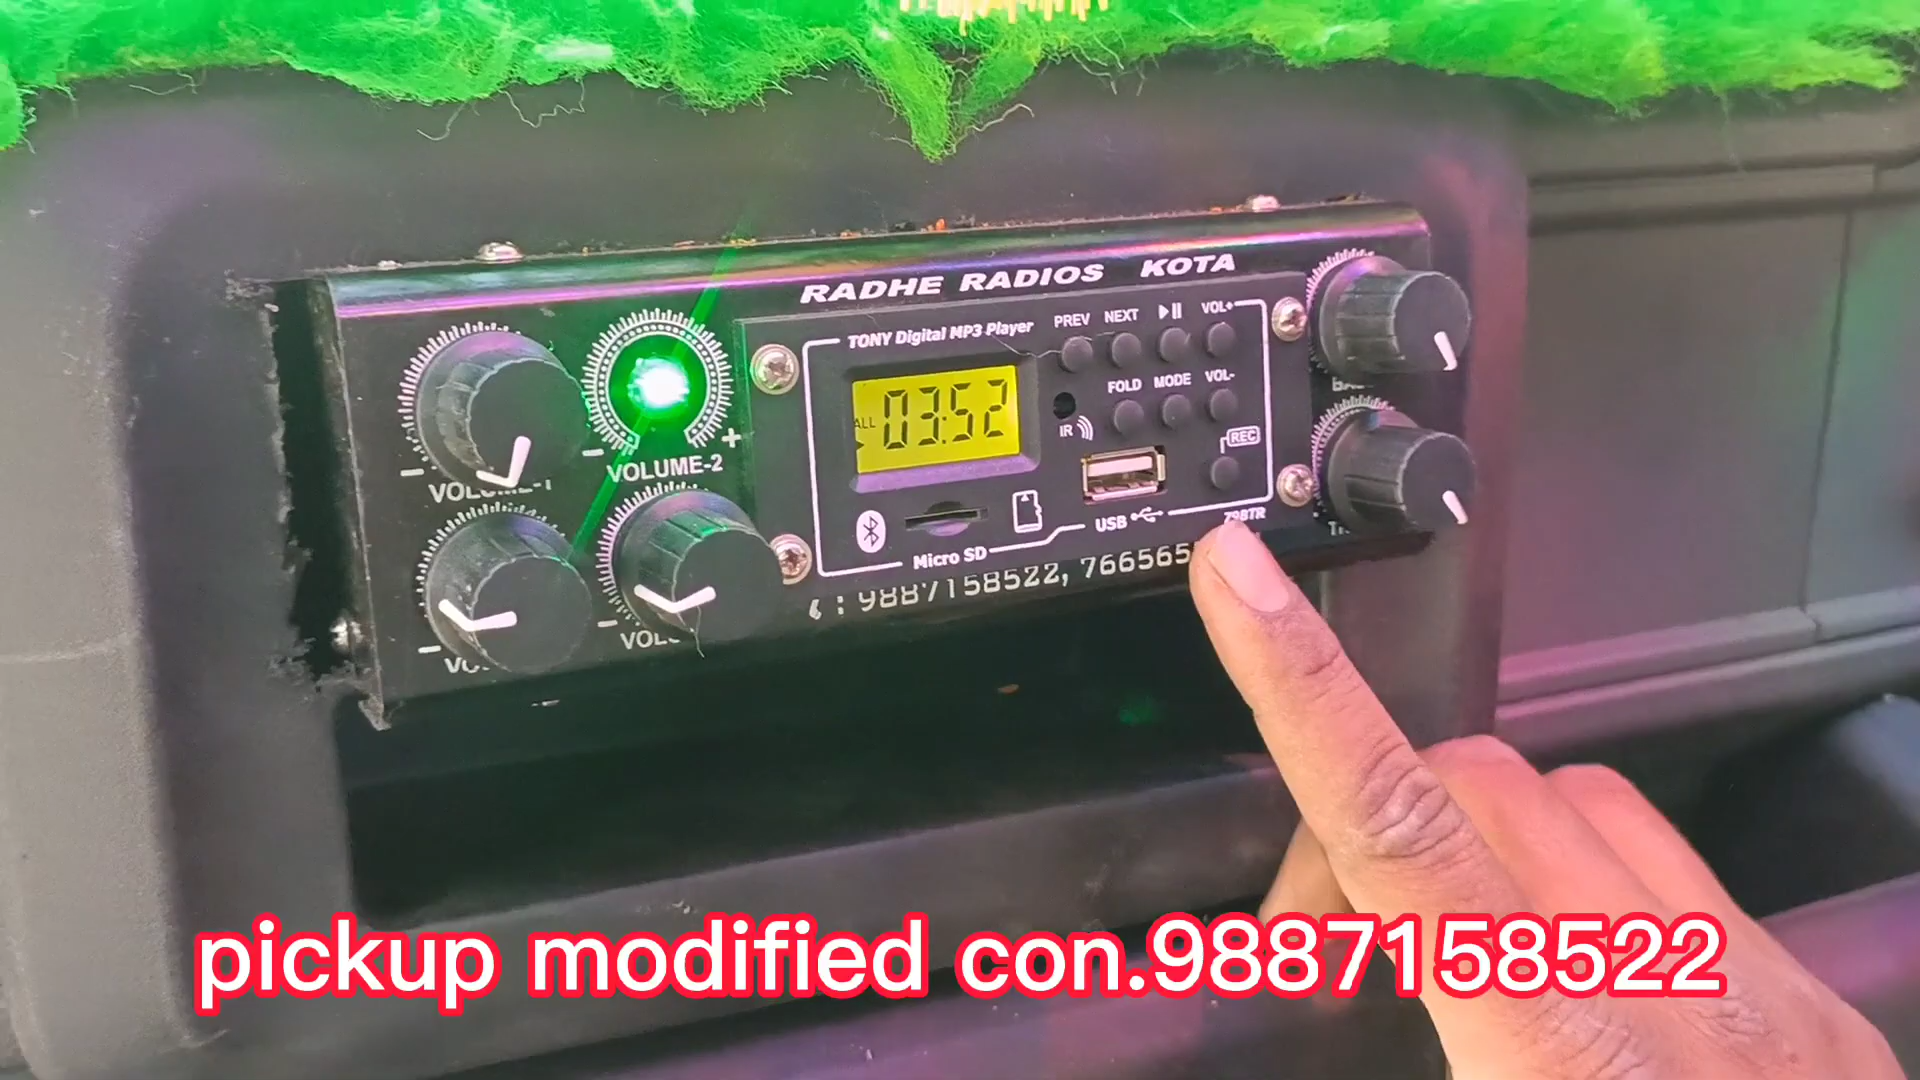 RADHE RADIOS KOTA
TONY Digital MP3 Player
PREV NEXT VOL+
FOLD MODE VOL-
ALL 03:52
IR
REC
VOLUME-2
USB
Micro SD
79BTR
: 9887158522, 766565
pickup modified con.9887158522